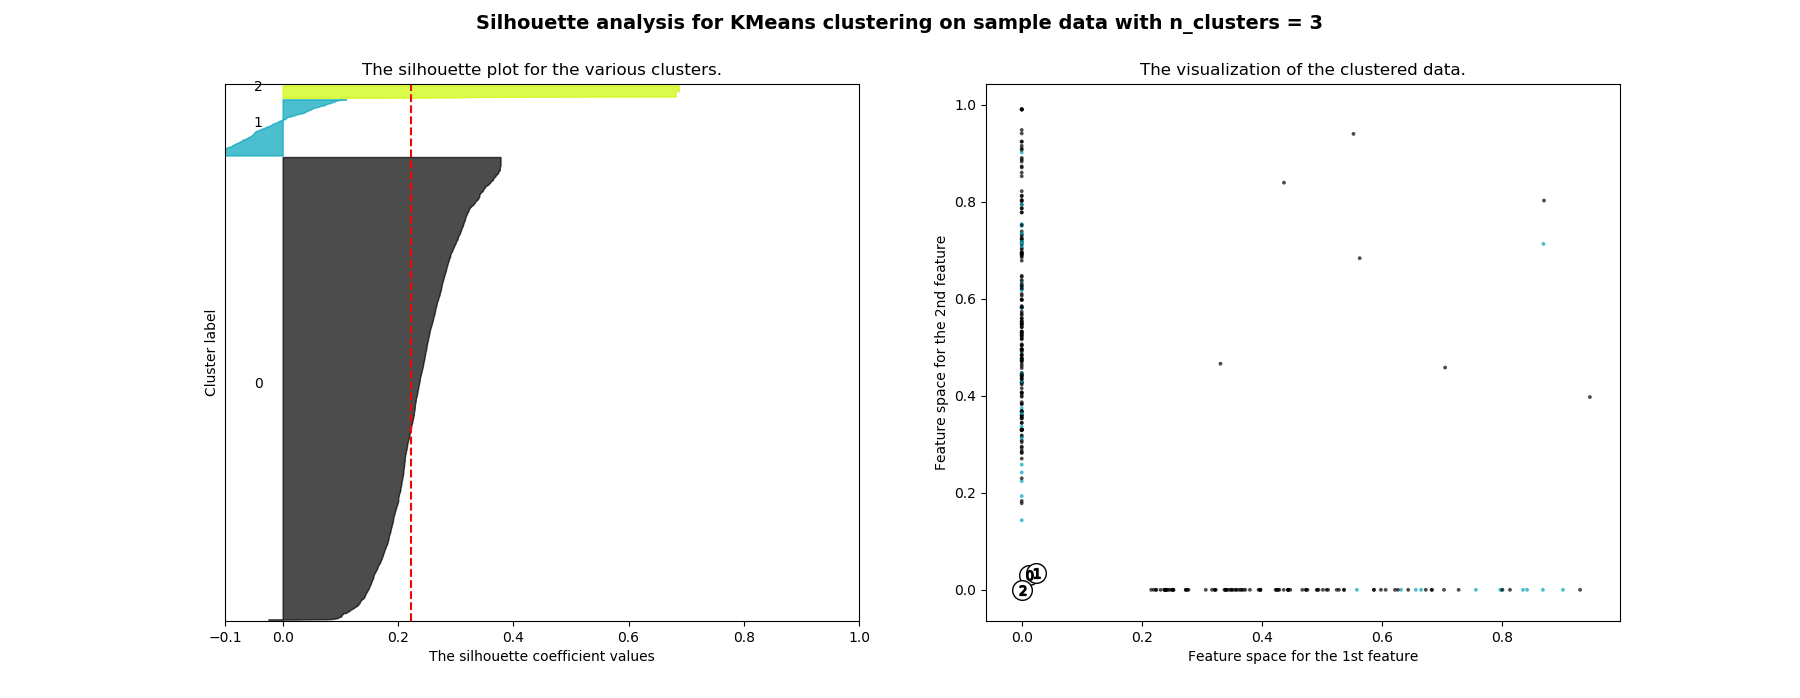 Silhouette analysis for KMeans clustering on sample data with n_clusters = 3
The silhouette plot for the various clusters.
2
1
0
Cluster label
−0.1 0.0 0.2 0.4 0.6 0.8 1.0
The silhouette coefficient values
The visualization of the clustered data.
1.0
0.8
0.6
0.4
0.2
0.0
Feature space for the 2nd feature
0 1
2
0.0 0.2 0.4 0.6 0.8
Feature space for the 1st feature